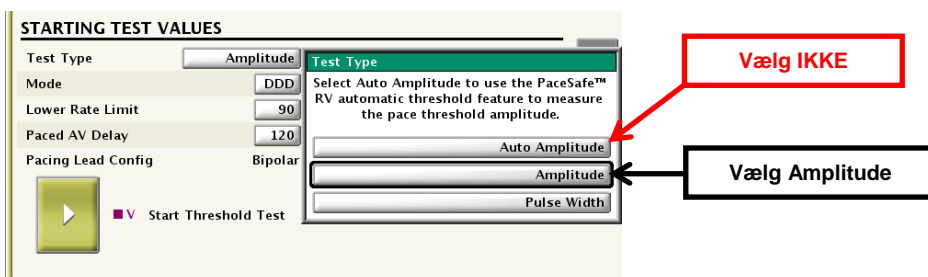 STARTING TEST VALUES
Test Type
Amplitude
Mode
DDD
Lower Rate Limit
90
Paced AV Delay
120
Pacing Lead Config
Bipolar
V Start Threshold Test
Test Type
Select Auto Amplitude to use the PaceSafe™
RV automatic threshold feature to measure
the pace threshold amplitude.
Auto Amplitude
Amplitude
Pulse Width
Vælg IKKE
Vælg Amplitude